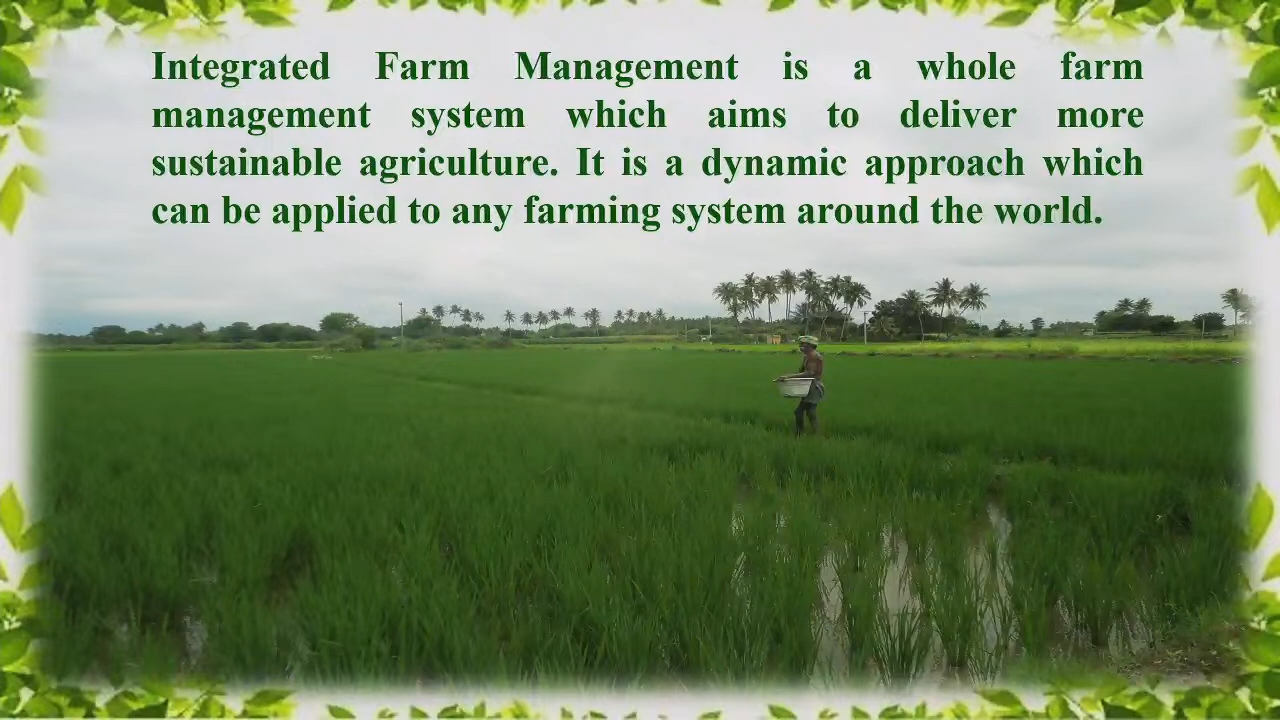 Integrated Farm Management is a whole farm
management system which aims to deliver more
sustainable agriculture. It is a dynamic approach which
can be applied to any farming system around the world.